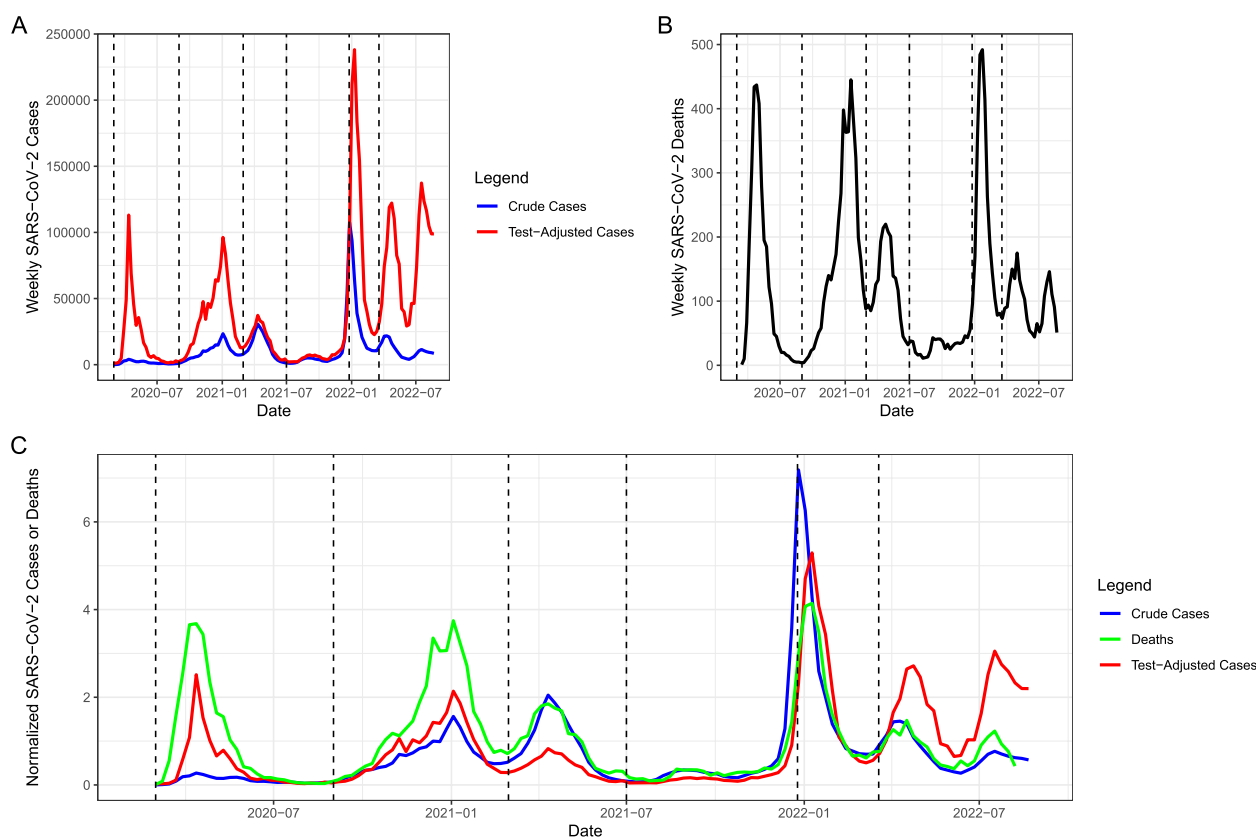 A
Weekly SARS−CoV−2 Cases
250000
200000
150000
100000
50000
0
2020−07
2021−01
2021−07
2022−01
2022−07
Date
Legend
Crude Cases
Test−Adjusted Cases
B
Weekly SARS−CoV−2 Deaths
500
400
300
200
100
0
2020−07
2021−01
2021−07
2022−01
2022−07
Date
C
Normalized SARS−CoV−2 Cases or Deaths
6
4
2
0
2020−07
2021−01
2021−07
2022−01
2022−07
Date
Legend
Crude Cases
Deaths
Test−Adjusted Cases